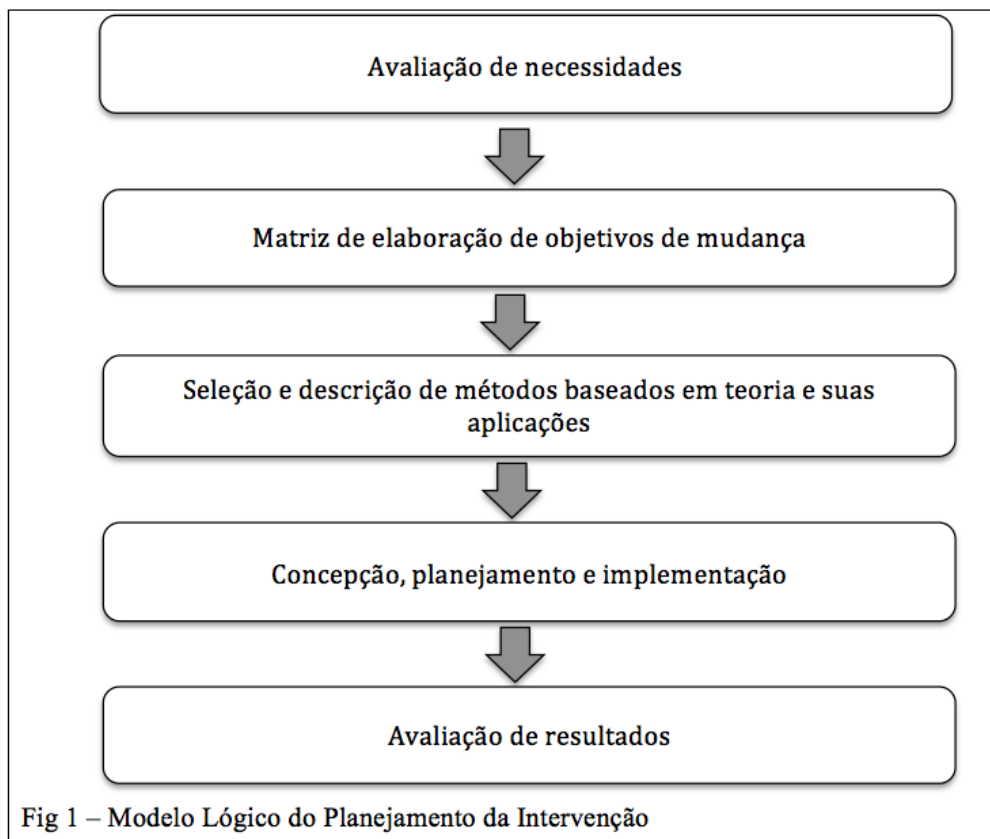 Avaliação de necessidades
Matriz de elaboração de objetivos de mudança
Seleção e descrição de métodos baseados em teoria e suas
aplicações
Concepção, planejamento e implementação
Avaliação de resultados
Fig 1 – Modelo Lógico do Planejamento da Intervenção